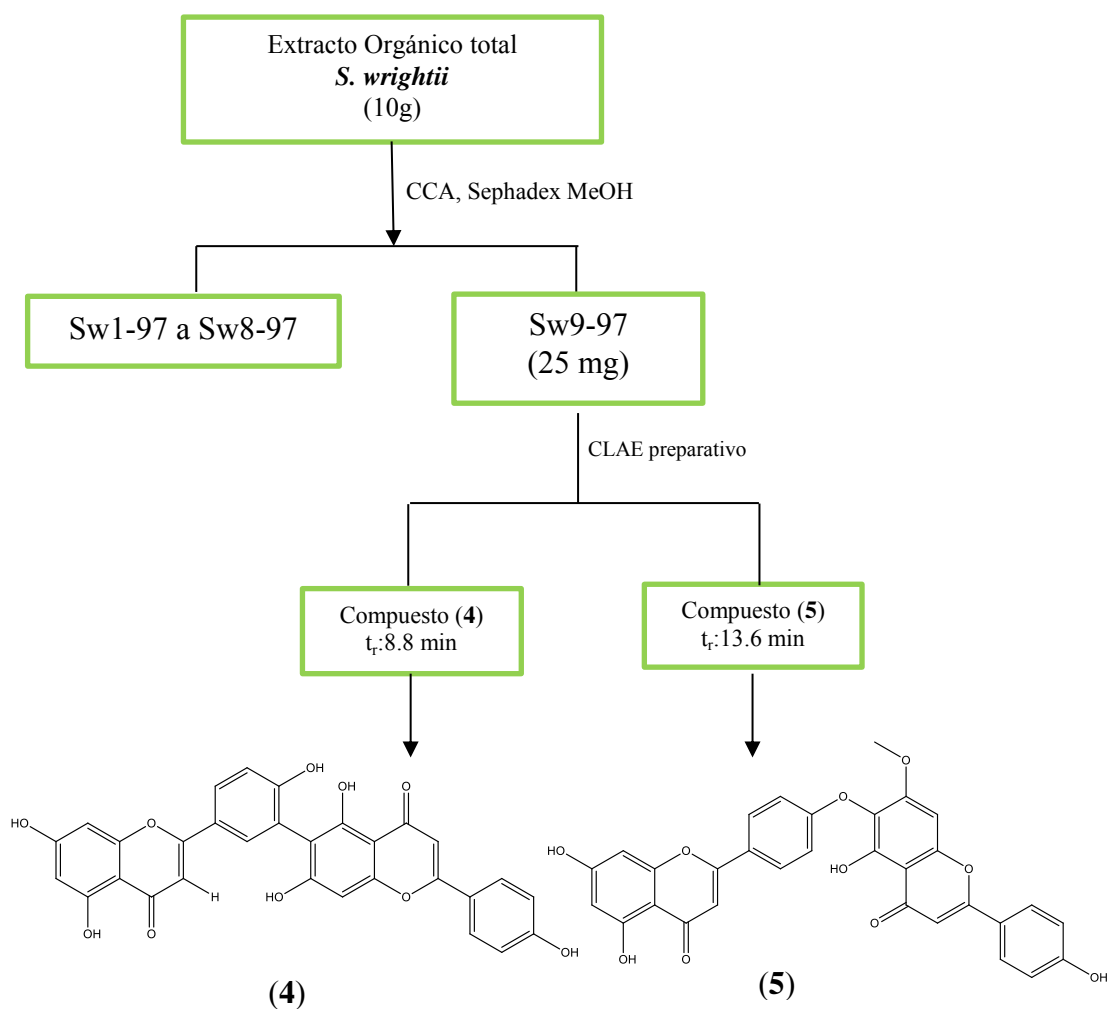 Extracto Orgánico total
S. wrightii
(10g)
CCA, Sephadex MeOH
Sw1-97 a Sw8-97
Sw9-97
(25 mg)
CLAE preparativo
Compuesto (4)
tr:8.8 min
Compuesto (5)
tr:13.6 min
OH
OH
O
HO
O
H
HO
O
OH
O
OH
O
O
O
HO
O
HO
O
O
OH
O
OH
(4)
(5)